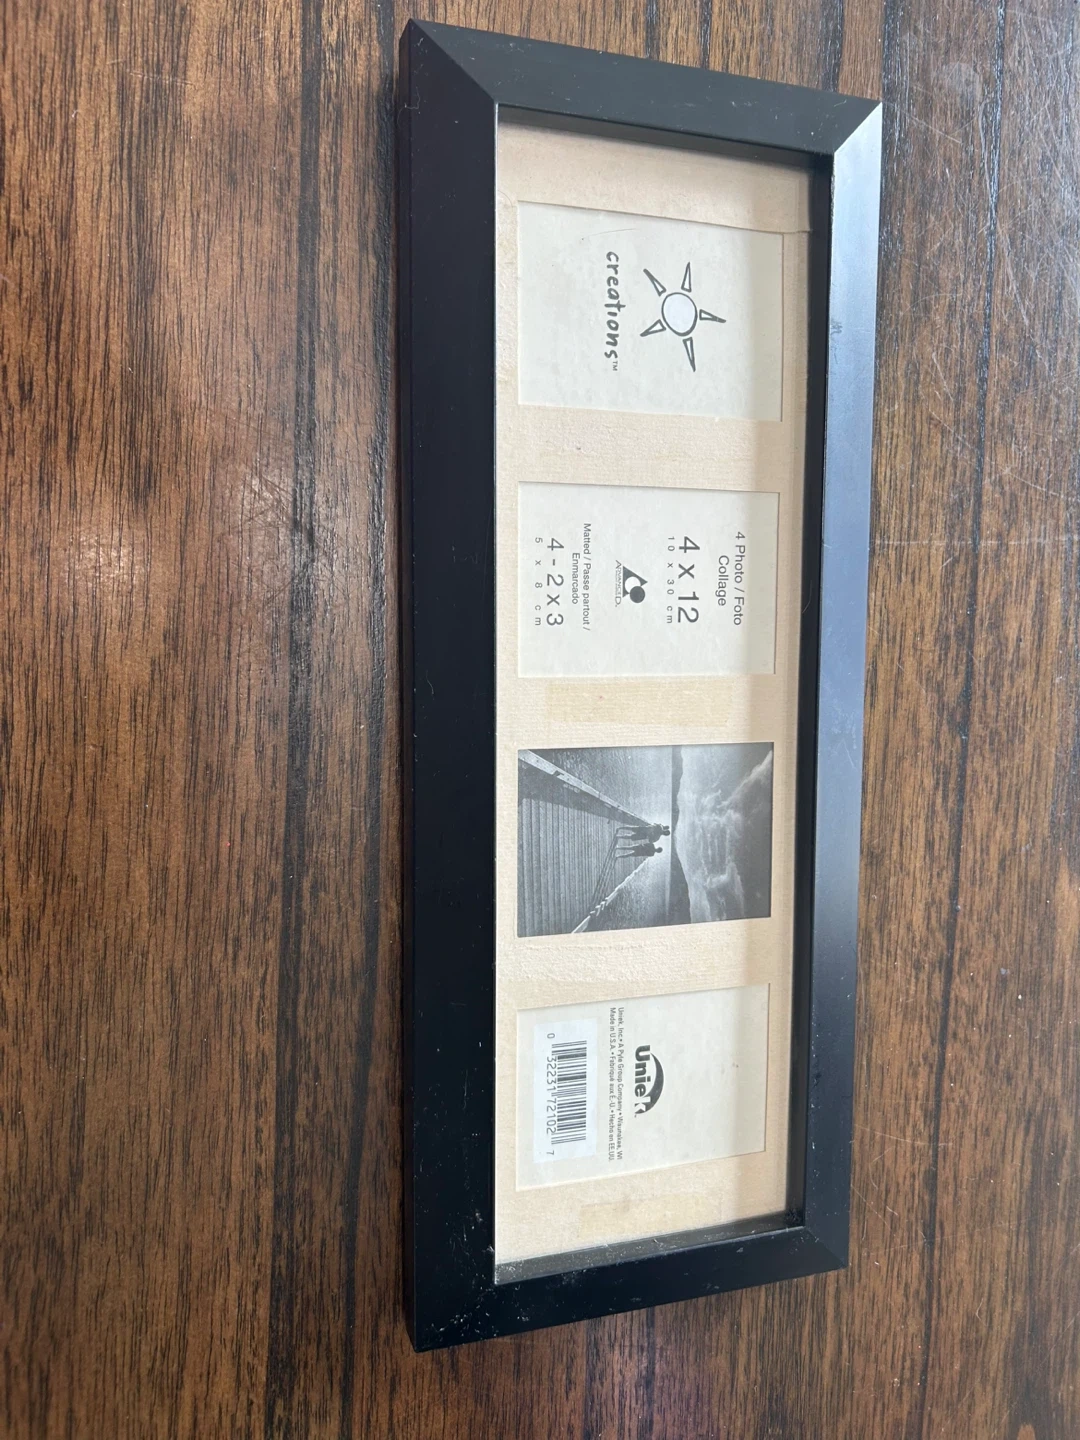 creations™
4 Photo / Foto
Collage
4 x 12
10 x 30 cm
Matted / Passe partout /
Enmarcado
4 - 2 x 3
5 x 8 cm
Uniek
Uniek, Inc. • A Pyle Group Company • Waunakee, WI
Made in U.S.A. • Fabriqué aux É.-U. • Hecho en EE.UU.
0 32231 72102 7